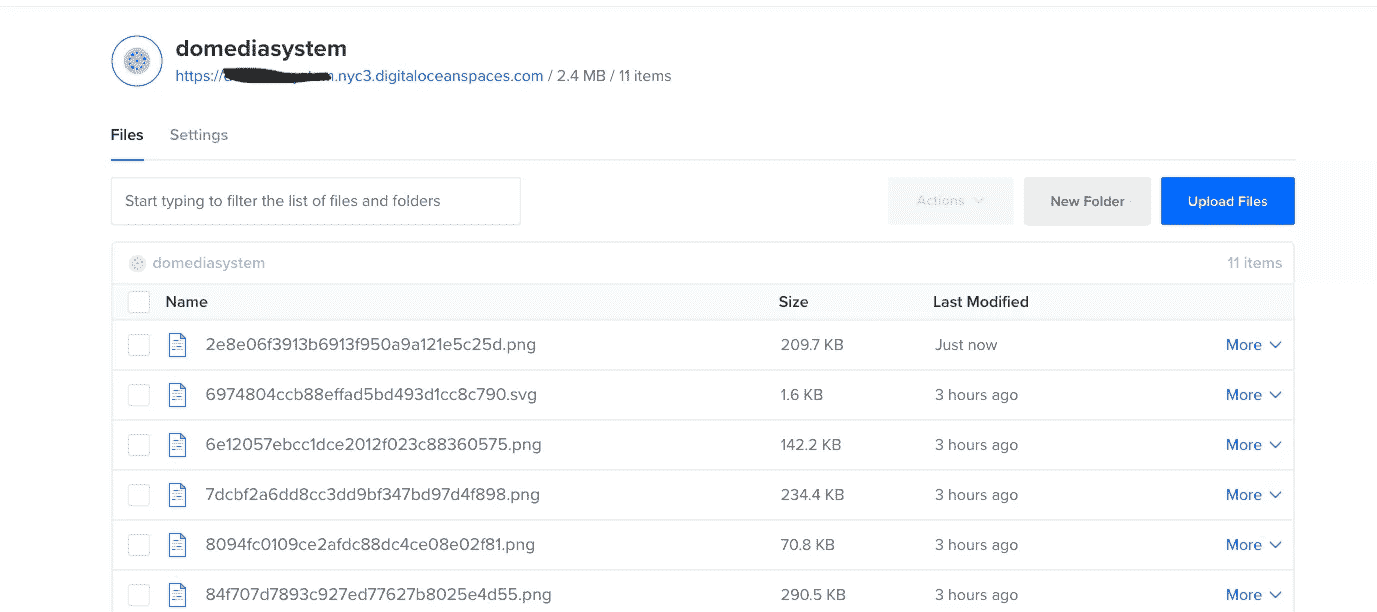 domediasystem
https:// .nyc3.digitaloceanspaces.com / 2.4 MB / 11 items
Files Settings
Start typing to filter the list of files and folders Actions New Folder Upload Files
domediasystem 11 items
Name Size Last Modified
2e8e06f3913b6913f950a9a121e5c25d.png 209.7 KB Just now More
6974804ccb88effad5bd493d1cc8c790.svg 1.6 KB 3 hours ago More
6e12057ebcc1dce2012f023c88360575.png 142.2 KB 3 hours ago More
7dcbf2a6dd8cc3dd9bf347bd97d4f898.png 234.4 KB 3 hours ago More
8094fc0109ce2afdc88dc4ce08e02f81.png 70.8 KB 3 hours ago More
84f707d7893c927ed77627b8025e4d55.png 290.5 KB 3 hours ago More